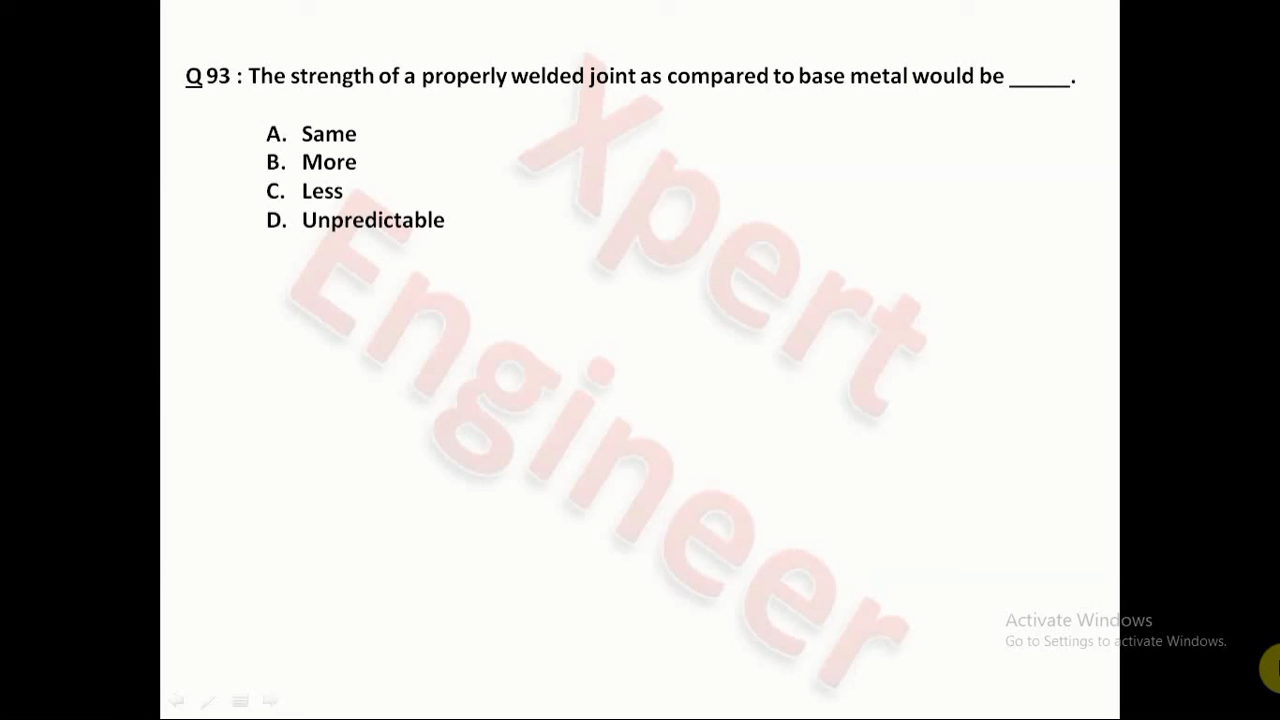 Q 93 : The strength of a properly welded joint as compared to base metal would be _____.
A. Same
B. More
C. Less
D. Unpredictable
Xpert
Engineer
Activate Windows
Go to Settings to activate Windows.